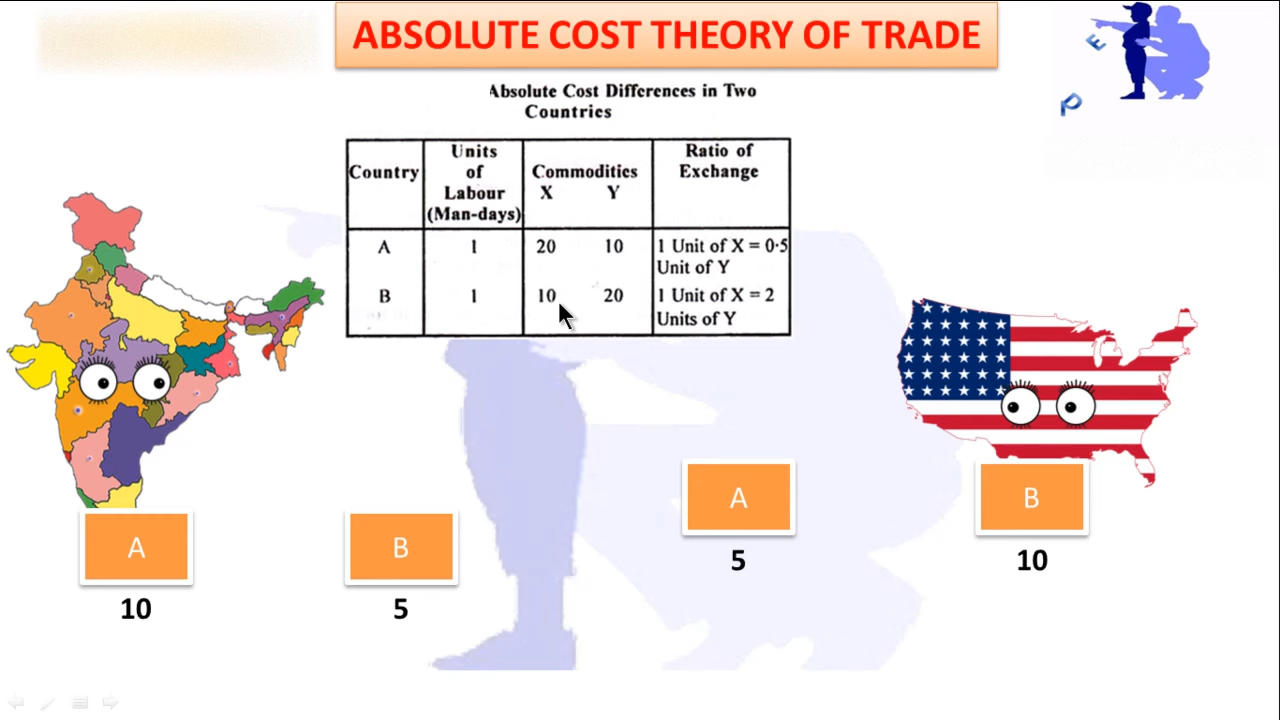 ABSOLUTE COST THEORY OF TRADE
E
P
Absolute Cost Differences in Two
Countries
Country
Units
of
Labour
(Man-days)
Commodities
X Y
Ratio of
Exchange
A 1 20 10 1 Unit of X = 0·5
Unit of Y
B 1 10 20 1 Unit of X = 2
Units of Y
A
10
B
5
A
5
B
10